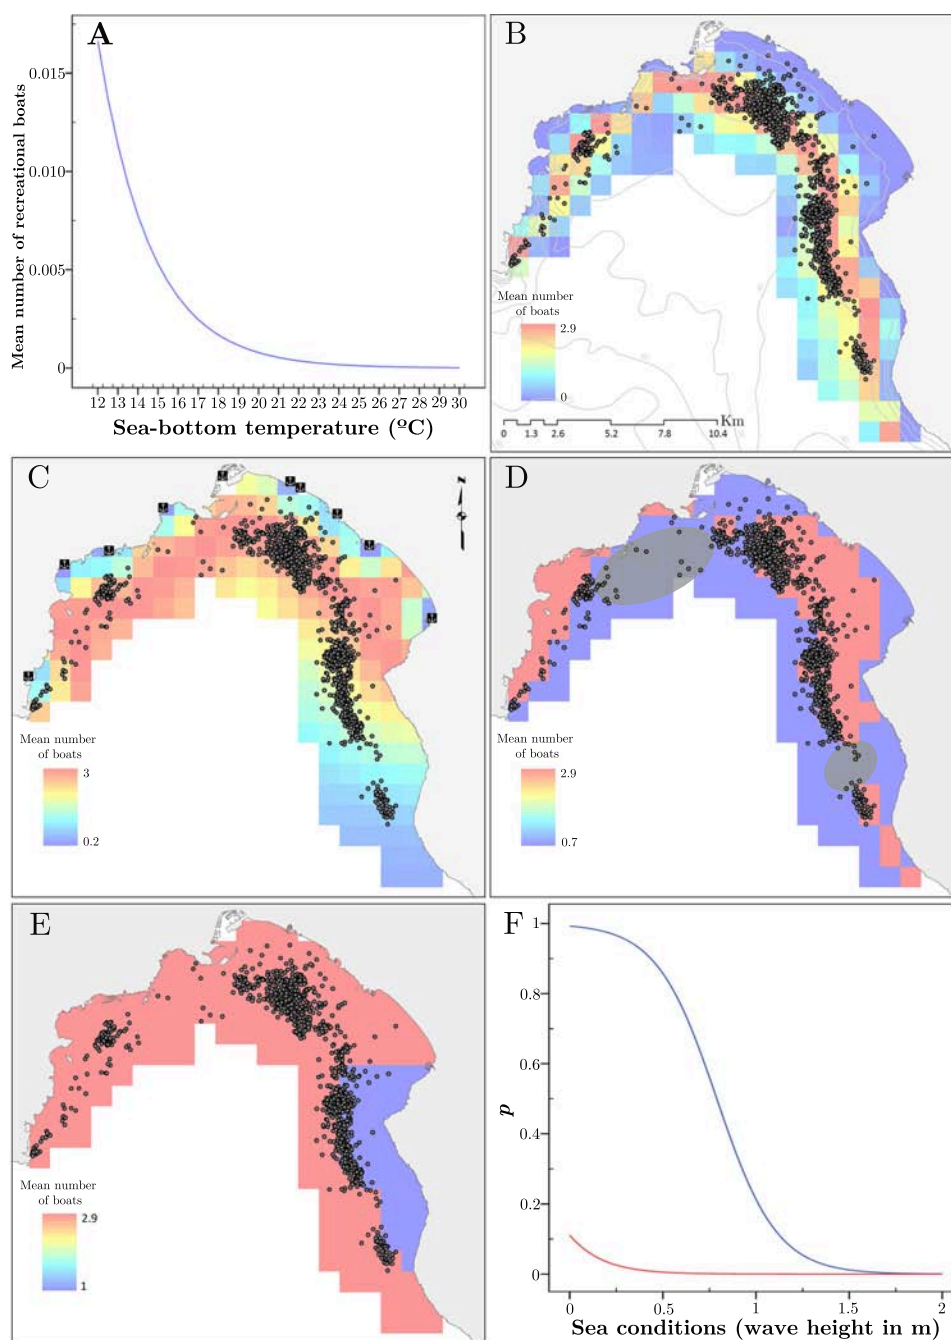 A
Mean number of recreational boats
0.015
0.010
0.005
0
12 13 14 15 16 17 18 19 20 21 22 23 24 25 26 27 28 29 30
Sea-bottom temperature (ºC)
B
Mean number
of boats
2.9
0
Km
0 1.3 2.6 5.2 7.8 10.4
C
N
Mean number
of boats
3
0.2
D
Mean number
of boats
2.9
0.7
E
Mean number
of boats
2.9
1
F
p
1
0.8
0.6
0.4
0.2
0
0 0.5 1 1.5 2
Sea conditions (wave height in m)